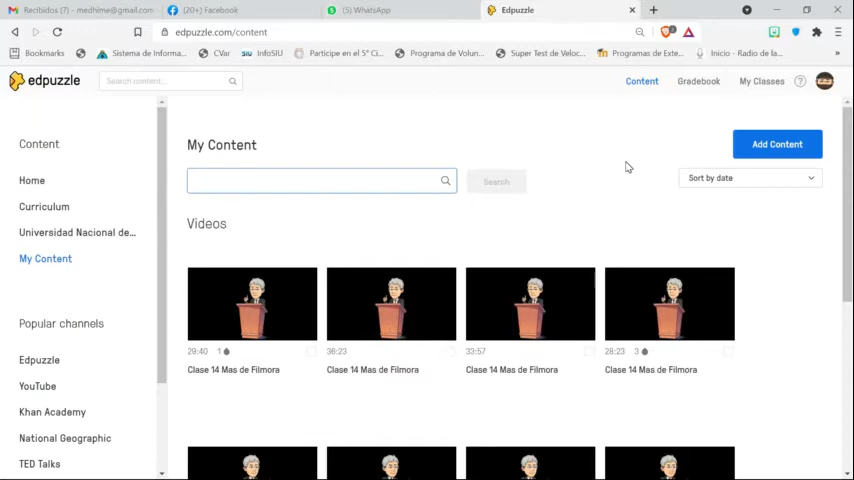 Recibidos (7) - medhime@gmail.com
(20+) Facebook
(5) WhatsApp
Edpuzzle
edpuzzle.com/content
Bookmarks
Sistema de Informa...
CVar
InfoSIU
Participe en el 5° Ci...
Programa de Volun...
Super Test de Veloc...
Programas de Exte...
Inicio - Radio de la...
edpuzzle
Search content...
Content
Gradebook
My Classes
Content
Home
Curriculum
Universidad Nacional de...
My Content
Popular channels
Edpuzzle
YouTube
Khan Academy
National Geographic
TED Talks
My Content
Add Content
Search
Sort by date
Videos
29:40 1
36:23
33:57
28:23 3
Clase 14 Mas de Filmora
Clase 14 Mas de Filmora
Clase 14 Mas de Filmora
Clase 14 Mas de Filmora